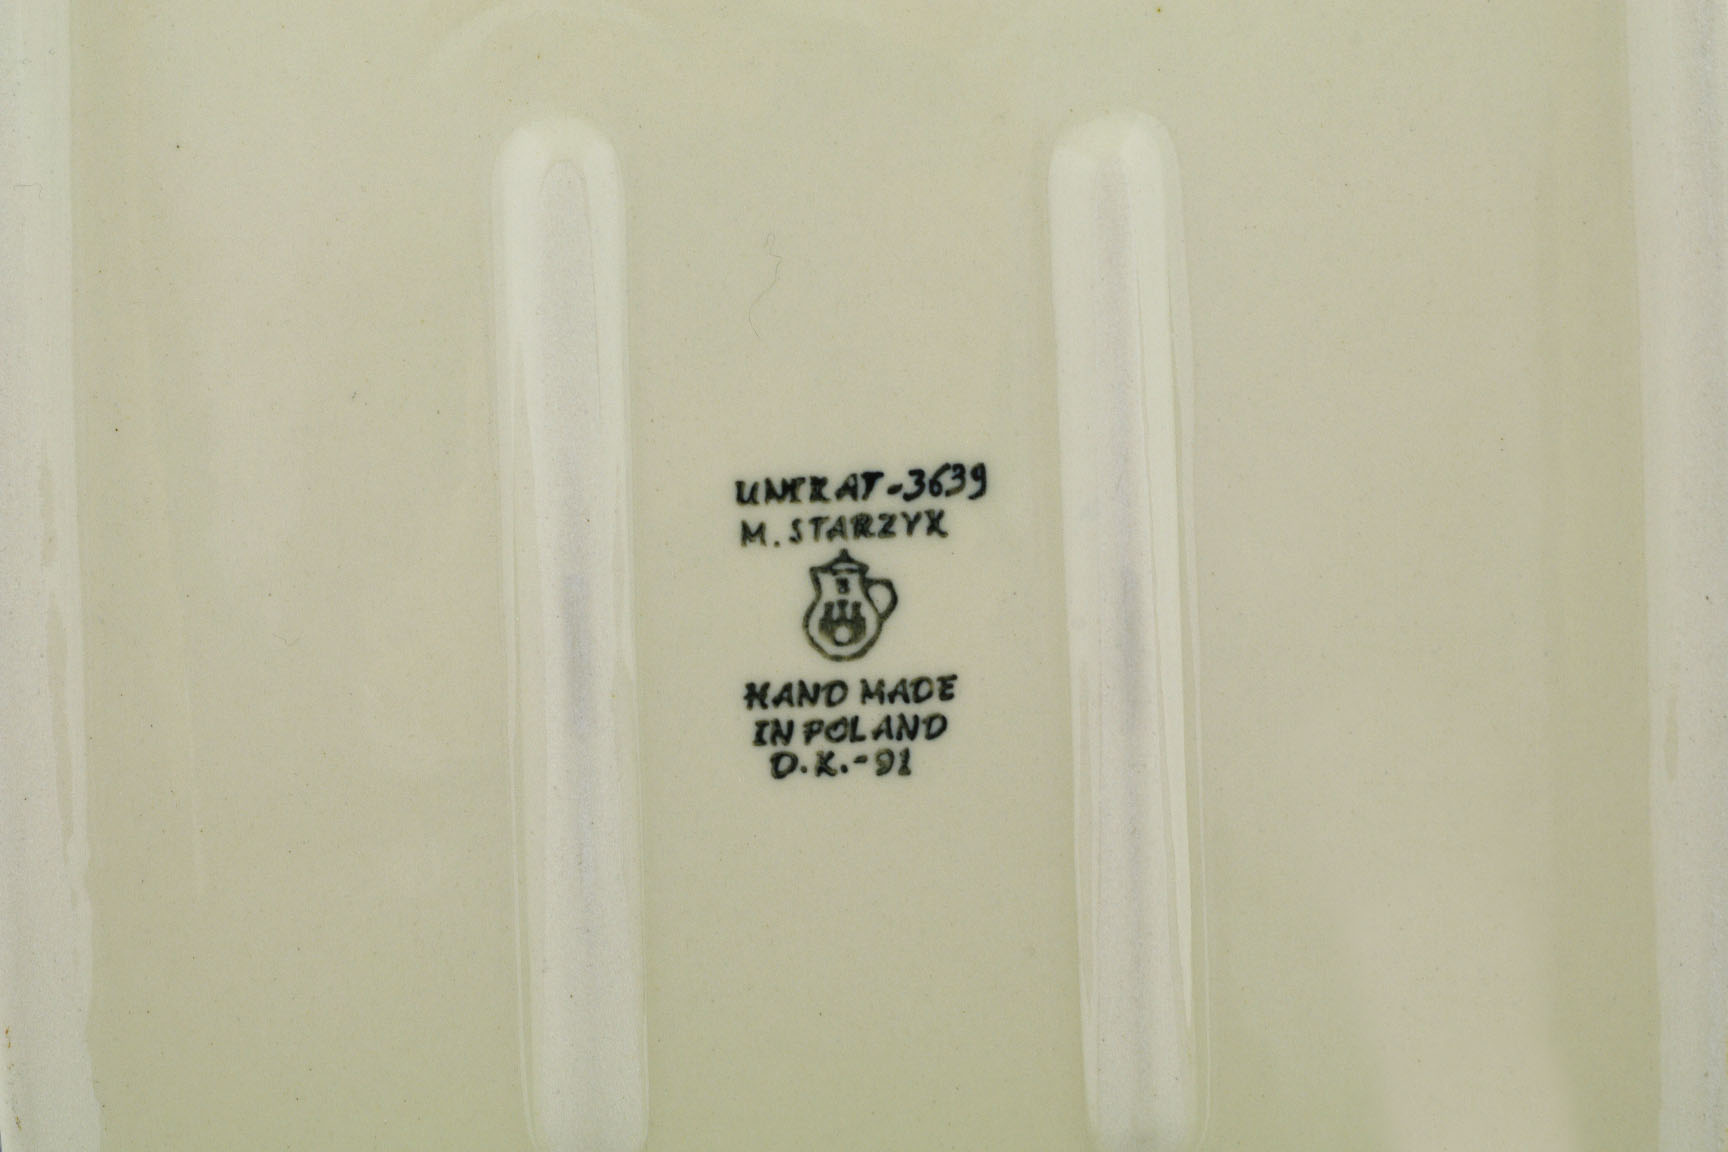 UNIKAT-3639
M. STARZYK
HAND MADE
IN POLAND
D.K.-91